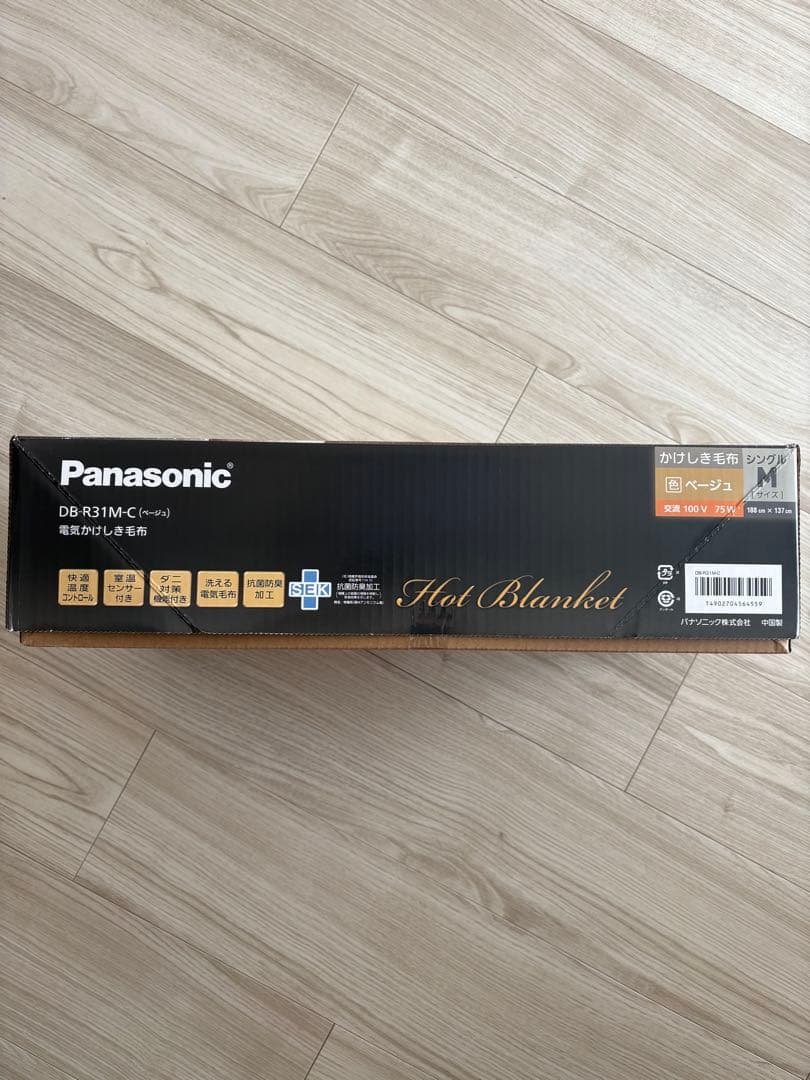 Panasonic®
DB-R31M-C (ベージュ)
電気かけしき毛布
快適
温度
コントロール
室温
センサー
付き
ダニ
対策
機能付き
洗える
電気毛布
抗菌防臭
加工
SEK
抗菌防臭加工
Hot Blanket
かけしき毛布
色 ベージュ
交流 100 V 75 W
シングル
M
[サイズ]
188 cm × 137 cm
DB-R31M-C
14902704564559
パナソニック株式会社 中国製